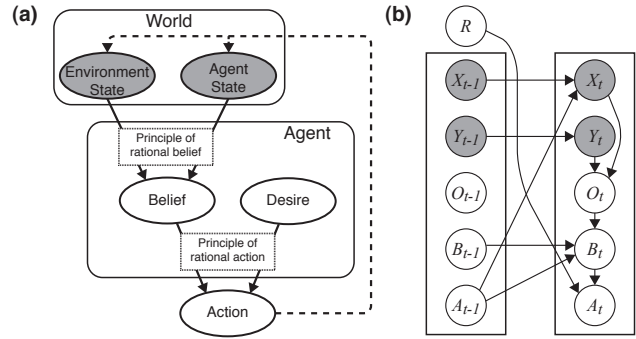 (a)
World
Environment
State
Agent
State
Agent
Principle of
rational belief
Belief
Desire
Principle of
rational action
Action
(b)
R
X_{t-1}
X_t
Y_{t-1}
Y_t
O_{t-1}
O_t
B_{t-1}
B_t
A_{t-1}
A_t